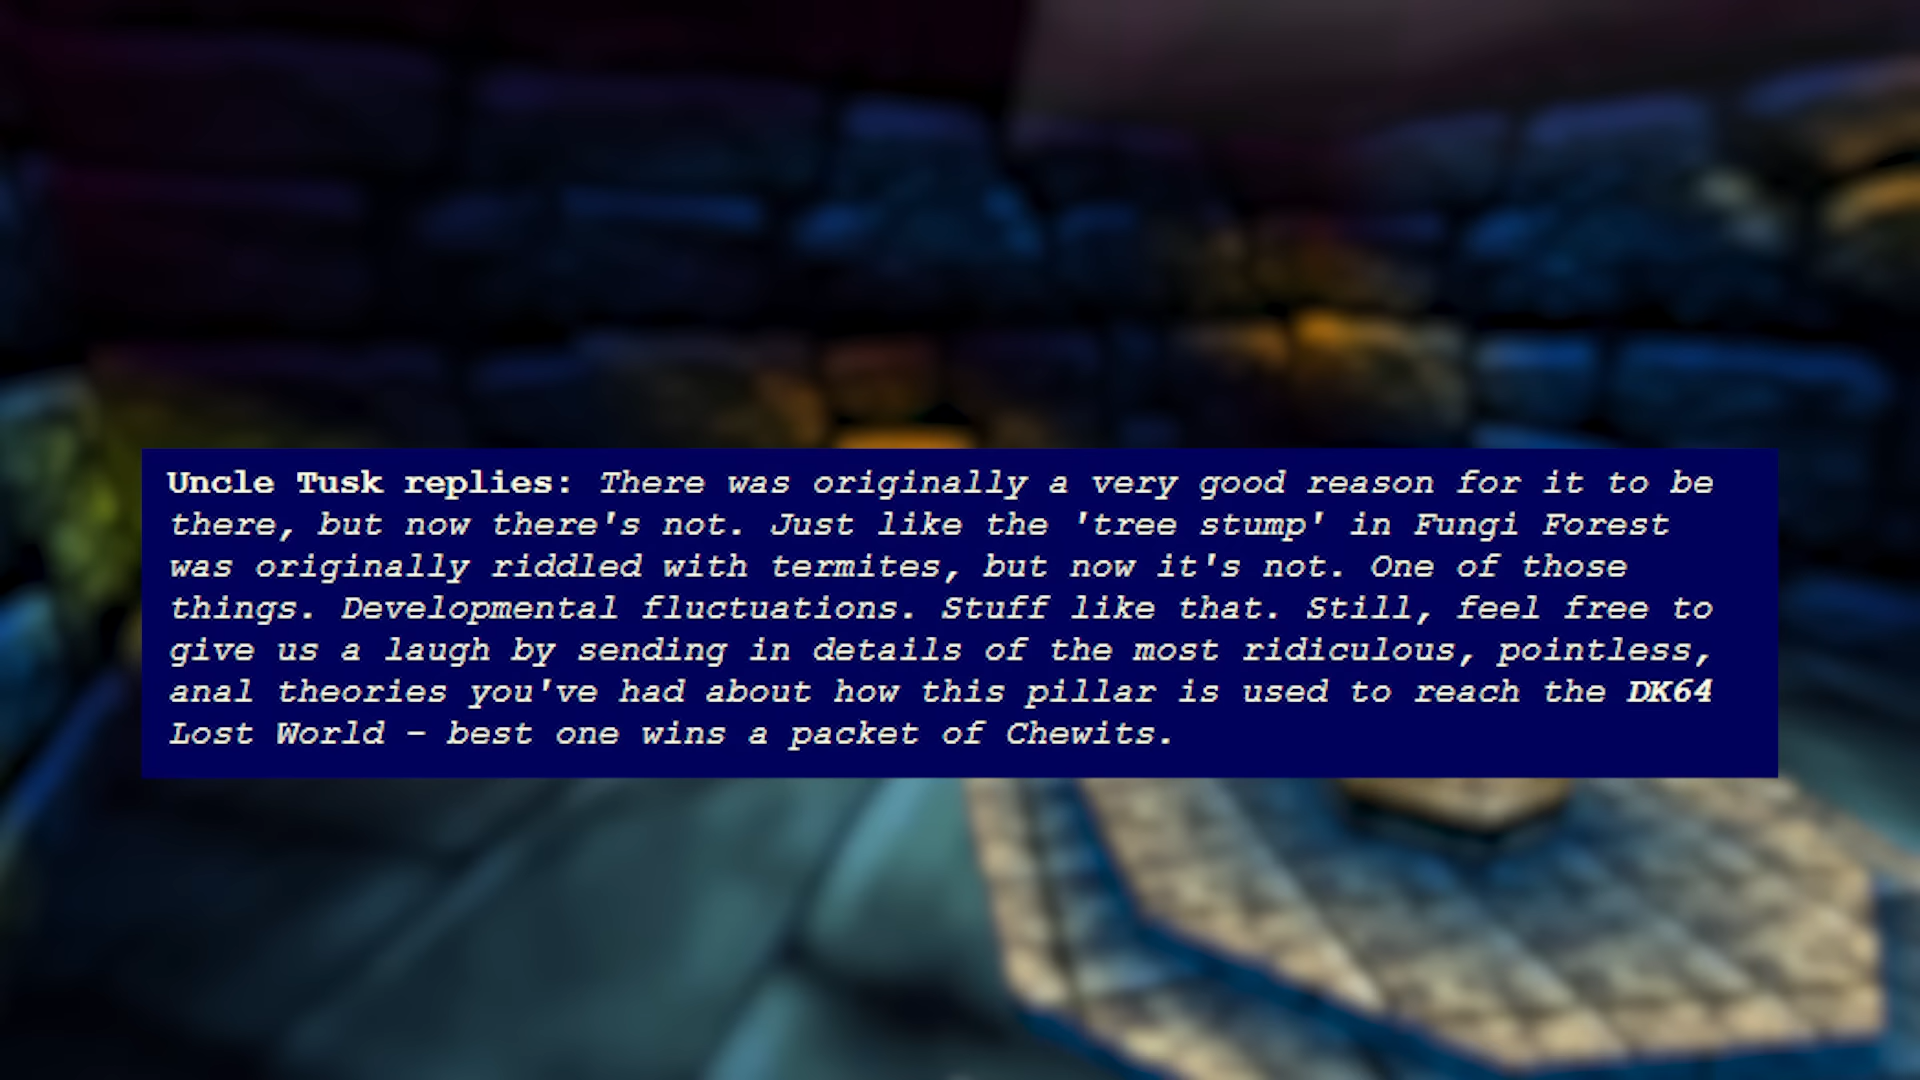 Uncle Tusk replies: There was originally a very good reason for it to be
there, but now there's not. Just like the 'tree stump' in Fungi Forest
was originally riddled with termites, but now it's not. One of those
things. Developmental fluctuations. Stuff like that. Still, feel free to
give us a laugh by sending in details of the most ridiculous, pointless,
anal theories you've had about how this pillar is used to reach the DK64
Lost World - best one wins a packet of Chewits.